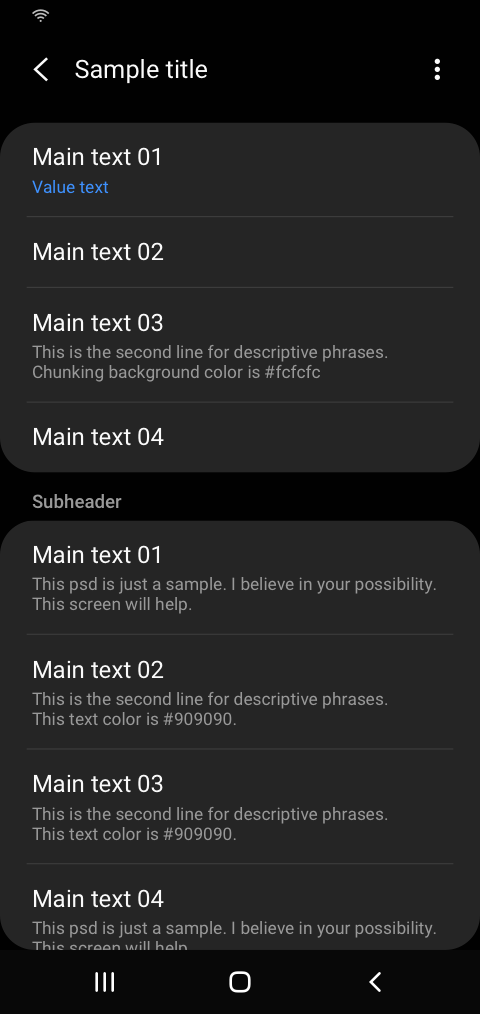 Sample title
Main text 01
Value text
Main text 02
Main text 03
This is the second line for descriptive phrases.
Chunking background color is #fcfcfc
Main text 04
Subheader
Main text 01
This psd is just a sample. I believe in your possibility.
This screen will help.
Main text 02
This is the second line for descriptive phrases.
This text color is #909090.
Main text 03
This is the second line for descriptive phrases.
This text color is #909090.
Main text 04
This psd is just a sample. I believe in your possibility.
This screen will help